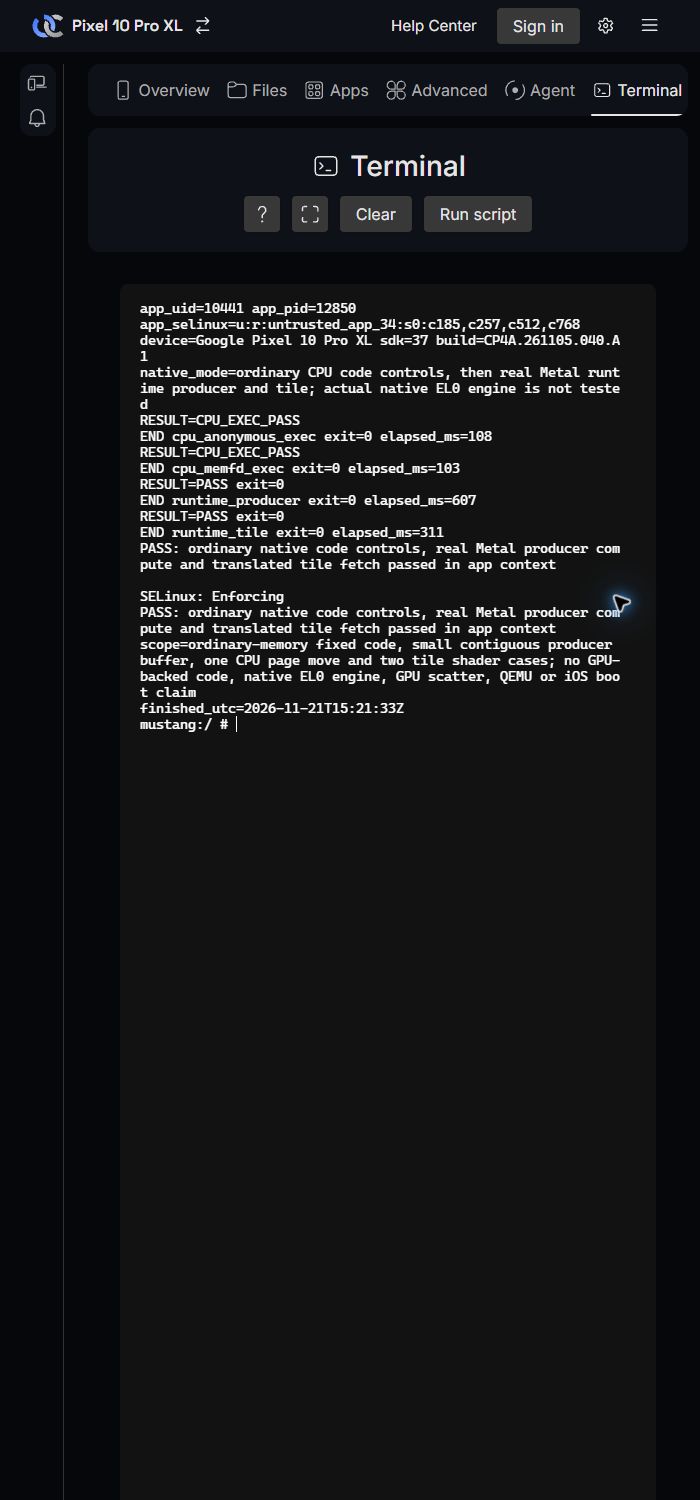 Pixel 10 Pro XL
Help Center
Sign in
Overview
Files
Apps
Advanced
Agent
Terminal
Terminal
?
Clear
Run script
app_uid=10441 app_pid=12850
app_selinux=u:r:untrusted_app_34:s0:c185,c257,c512,c768
device=Google Pixel 10 Pro XL sdk=37 build=CP4A.261105.040.A
1
native_mode=ordinary CPU code controls, then real Metal runt
ime producer and tile; actual native EL0 engine is not teste
d
RESULT=CPU_EXEC_PASS
END cpu_anonymous_exec exit=0 elapsed_ms=108
RESULT=CPU_EXEC_PASS
END cpu_memfd_exec exit=0 elapsed_ms=103
RESULT=PASS exit=0
END runtime_producer exit=0 elapsed_ms=607
RESULT=PASS exit=0
END runtime_tile exit=0 elapsed_ms=311
PASS: ordinary native code controls, real Metal producer com
pute and translated tile fetch passed in app context
SELinux: Enforcing
PASS: ordinary native code controls, real Metal producer com
pute and translated tile fetch passed in app context
scope=ordinary-memory fixed code, small contiguous producer
buffer, one CPU page move and two tile shader cases; no GPU-
backed code, native EL0 engine, GPU scatter, QEMU or iOS boo
t claim
finished_utc=2026-11-21T15:21:33Z
mustang:/ #